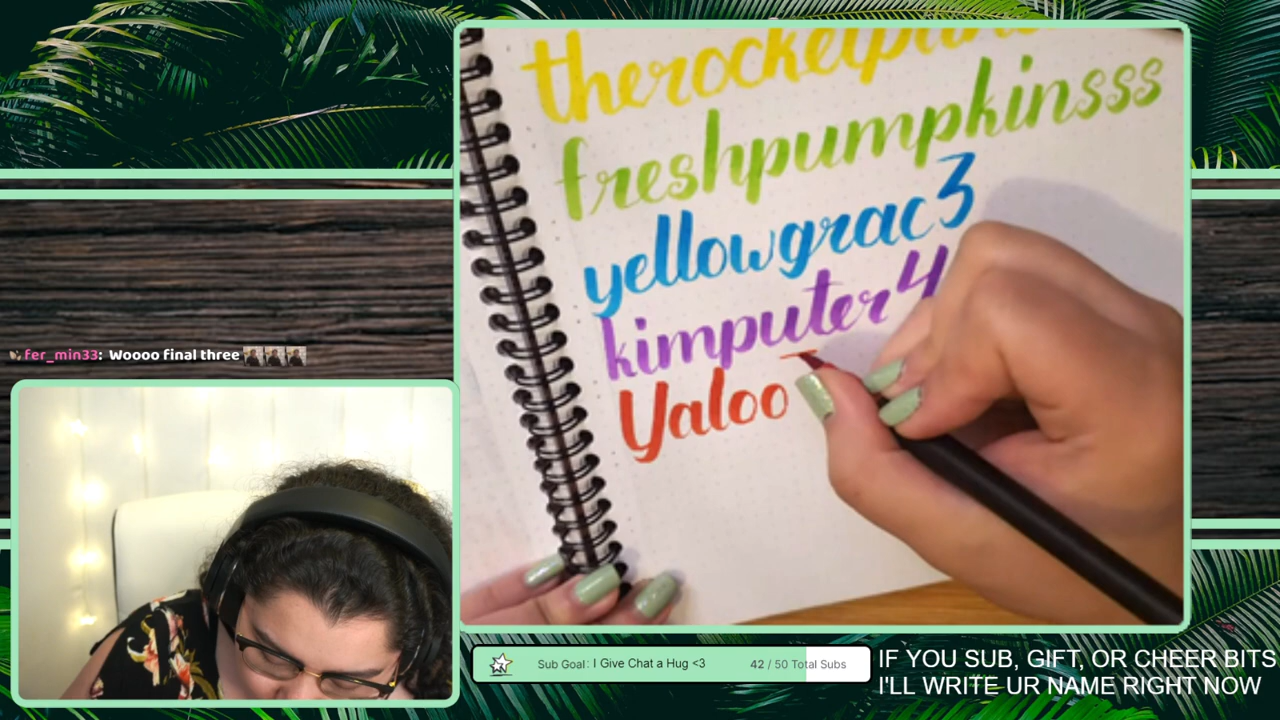 freshpumpkinsss
yellowgrac3
kimputer4
Yaloo
fer_min33: Woooo final three
Sub Goal: I Give Chat a Hug <3 42 / 50 Total Subs
IF YOU SUB, GIFT, OR CHEER BITS
I'LL WRITE UR NAME RIGHT NOW